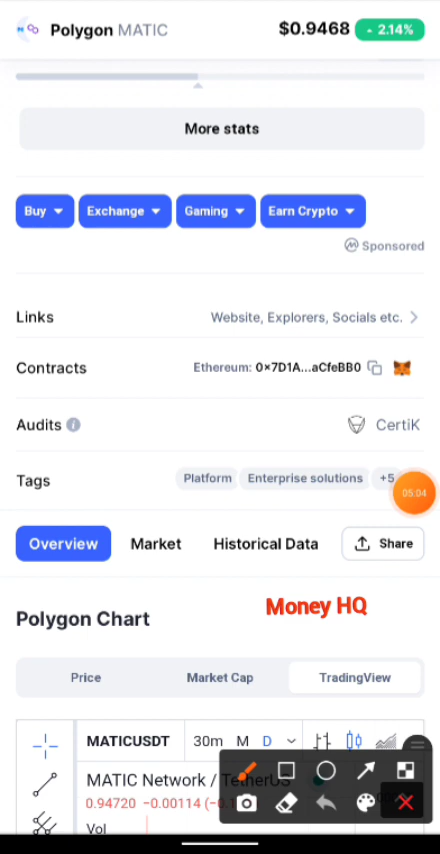 Polygon MATIC $0.9468 2.14%
More stats
Buy Exchange Gaming Earn Crypto
Sponsored
Links Website, Explorers, Socials etc.
Contracts Ethereum: 0x7D1A...aCfeBB0
Audits CertiK
Tags Platform Enterprise solutions +5
05:04
Overview Market Historical Data Share
Money HQ
Polygon Chart
Price Market Cap TradingView
MATICUSDT 30m M D
MATIC Network / TetherUS
0.94720 −0.00114
Vol